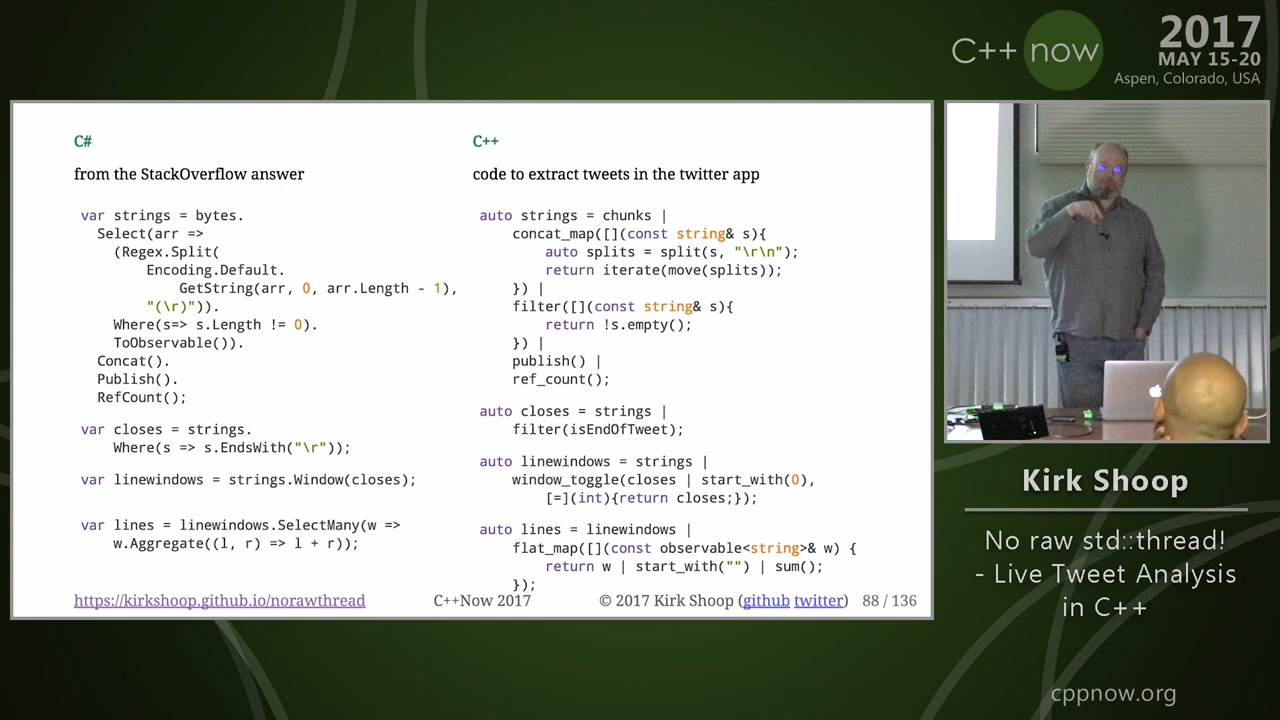 C++ now
2017
MAY 15-20
Aspen, Colorado, USA
C#
from the StackOverflow answer
var strings = bytes.
Select(arr =>
(Regex.Split(
Encoding.Default.
GetString(arr, 0, arr.Length - 1),
"(\r)")).
Where(s=> s.Length != 0).
ToObservable()).
Concat().
Publish().
RefCount();
var closes = strings.
Where(s => s.EndsWith("\r"));
var linewindows = strings.Window(closes);
var lines = linewindows.SelectMany(w =>
w.Aggregate((l, r) => l + r));
C++
code to extract tweets in the twitter app
auto strings = chunks |
concat_map([](const string& s){
auto splits = split(s, "\r\n");
return iterate(move(splits));
}) |
filter([](const string& s){
return !s.empty();
}) |
publish() |
ref_count();
auto closes = strings |
filter(isEndOfTweet);
auto linewindows = strings |
window_toggle(closes | start_with(0),
[=](int){return closes;});
auto lines = linewindows |
flat_map([](const observable<string>& w) {
return w | start_with("") | sum();
});
https://kirkshoop.github.io/norawthread
C++Now 2017
© 2017 Kirk Shoop (github twitter)
88 / 136
Kirk Shoop
No raw std::thread!
- Live Tweet Analysis
in C++
cppnow.org